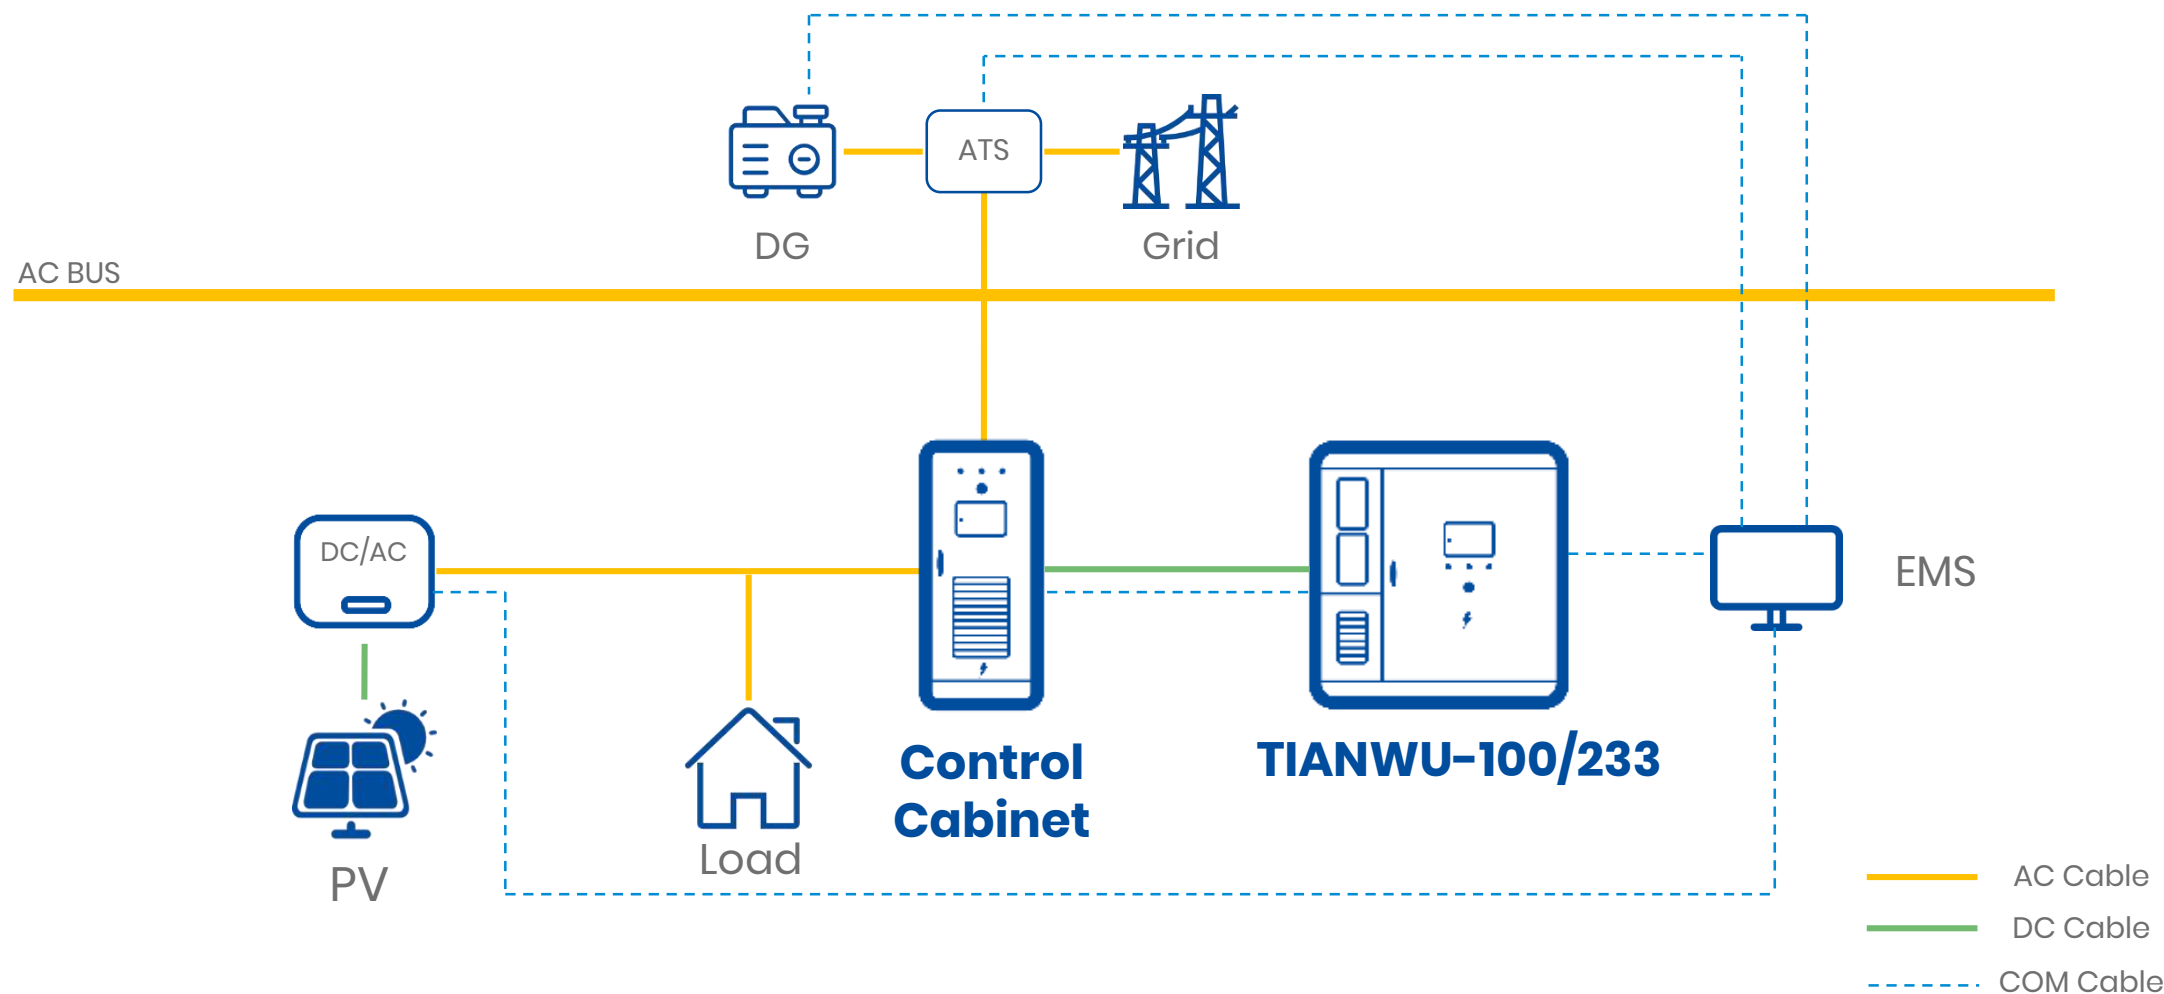 ATS
DG
Grid
AC BUS
DC/AC
EMS
Control
Cabinet
TIANWU-100/233
Load
PV
AC Cable
DC Cable
COM Cable